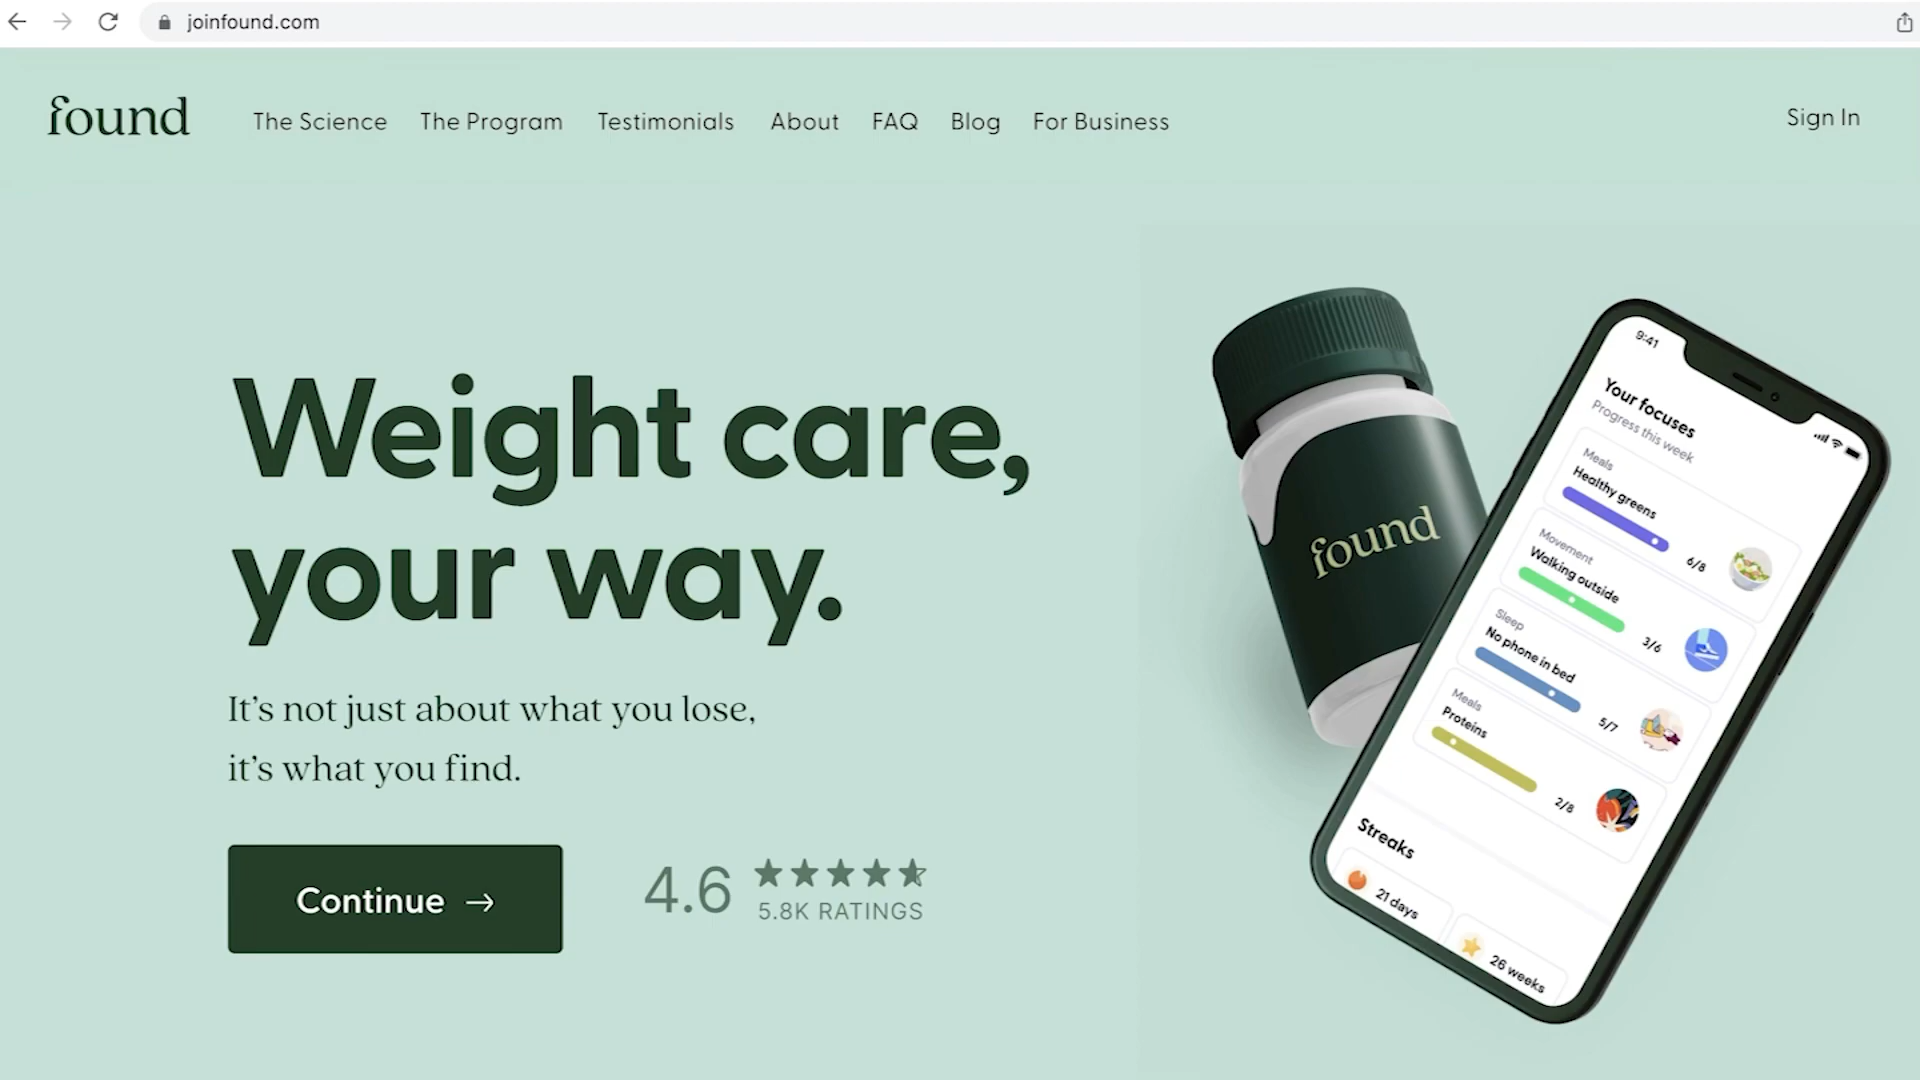 joinfound.com
found
The Science
The Program
Testimonials
About
FAQ
Blog
For Business
Sign In
Weight care,
your way.
It’s not just about what you lose,
it’s what you find.
Continue →
4.6
5.8K RATINGS
found
9:41
Your focuses
Progress this week
Meals
Healthy greens
6/8
Movement
Walking outside
3/6
Sleep
No phone in bed
5/7
Meals
Proteins
2/8
Streaks
21 days
26 weeks